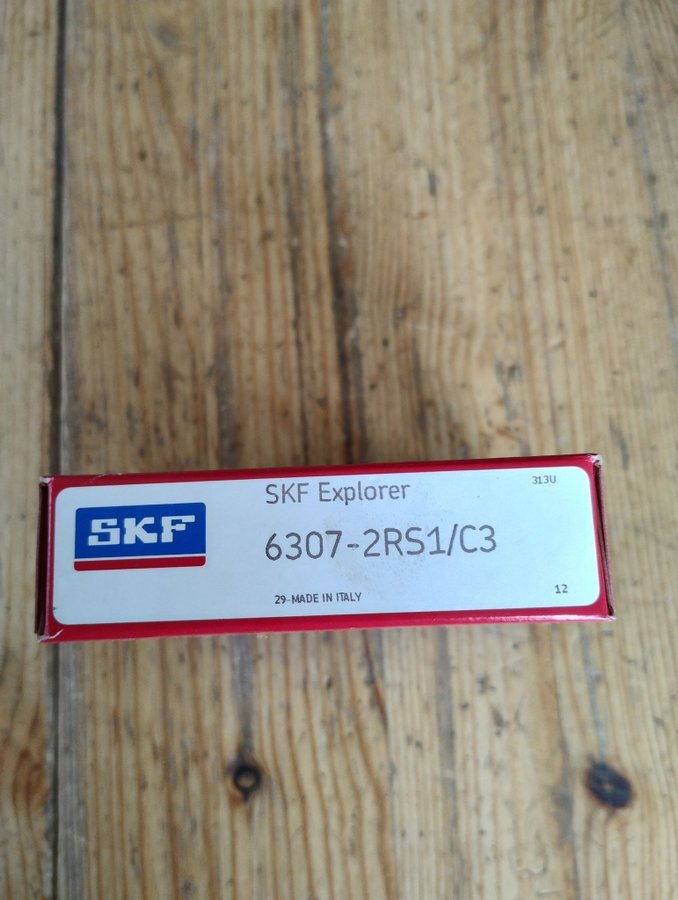 SKF Explorer
313U
SKF
6307-2RS1/C3
29-MADE IN ITALY
12